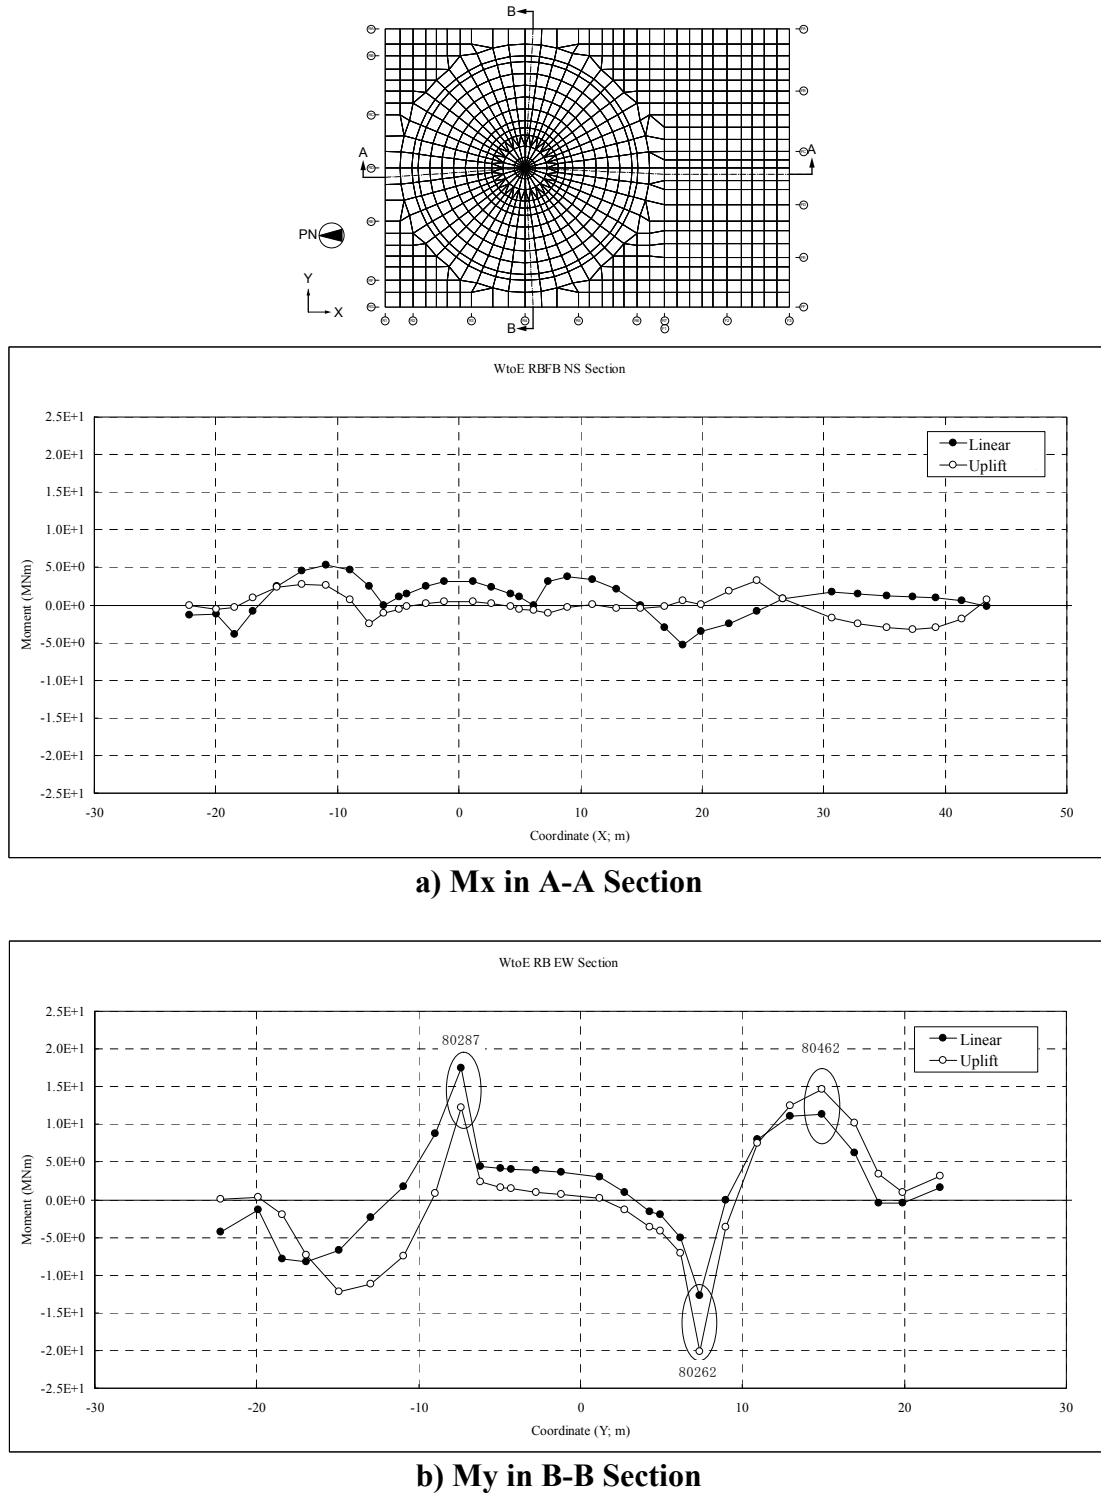 B
A
A
PN
Y
X
B
WtoE RBFB NS Section
2.5E+1
2.0E+1
1.5E+1
1.0E+1
5.0E+0
0.0E+0
-5.0E+0
-1.0E+1
-1.5E+1
-2.0E+1
-2.5E+1
Moment (MNm)
Linear
Uplift
-30 -20 -10 0 10 20 30 40 50
Coordinate (X; m)
a) Mx in A-A Section
WtoE RB EW Section
2.5E+1
2.0E+1
1.5E+1
1.0E+1
5.0E+0
0.0E+0
-5.0E+0
-1.0E+1
-1.5E+1
-2.0E+1
-2.5E+1
Moment (MNm)
80287
80462
80262
Linear
Uplift
-30 -20 -10 0 10 20 30
Coordinate (Y; m)
b) My in B-B Section